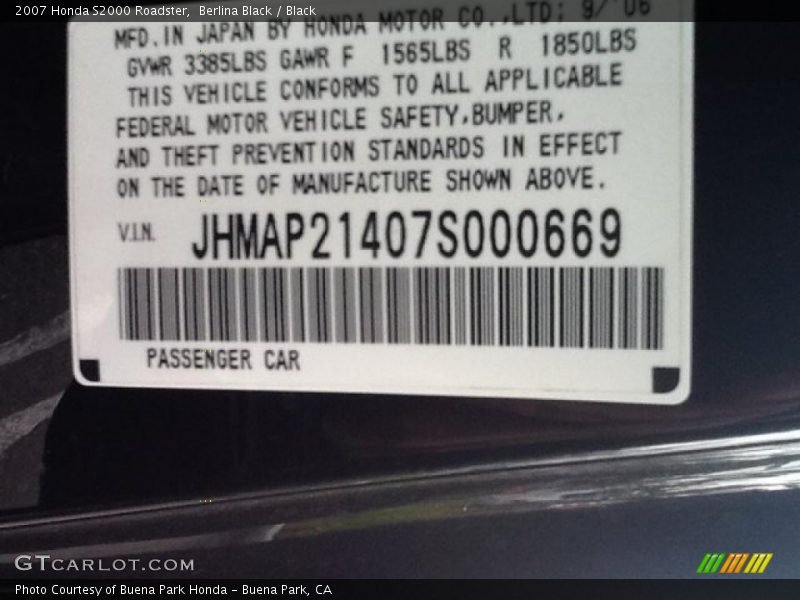 2007 Honda S2000 Roadster, Berlina Black / Black
MFD.IN JAPAN BY HONDA MOTOR CO.,LTD; 9/'06
GVWR 3385LBS GAWR F 1565LBS R 1850LBS
THIS VEHICLE CONFORMS TO ALL APPLICABLE
FEDERAL MOTOR VEHICLE SAFETY,BUMPER,
AND THEFT PREVENTION STANDARDS IN EFFECT
ON THE DATE OF MANUFACTURE SHOWN ABOVE.
V.I.N. JHMAP21407S000669
PASSENGER CAR
GTCARLOT.COM
Photo Courtesy of Buena Park Honda - Buena Park, CA